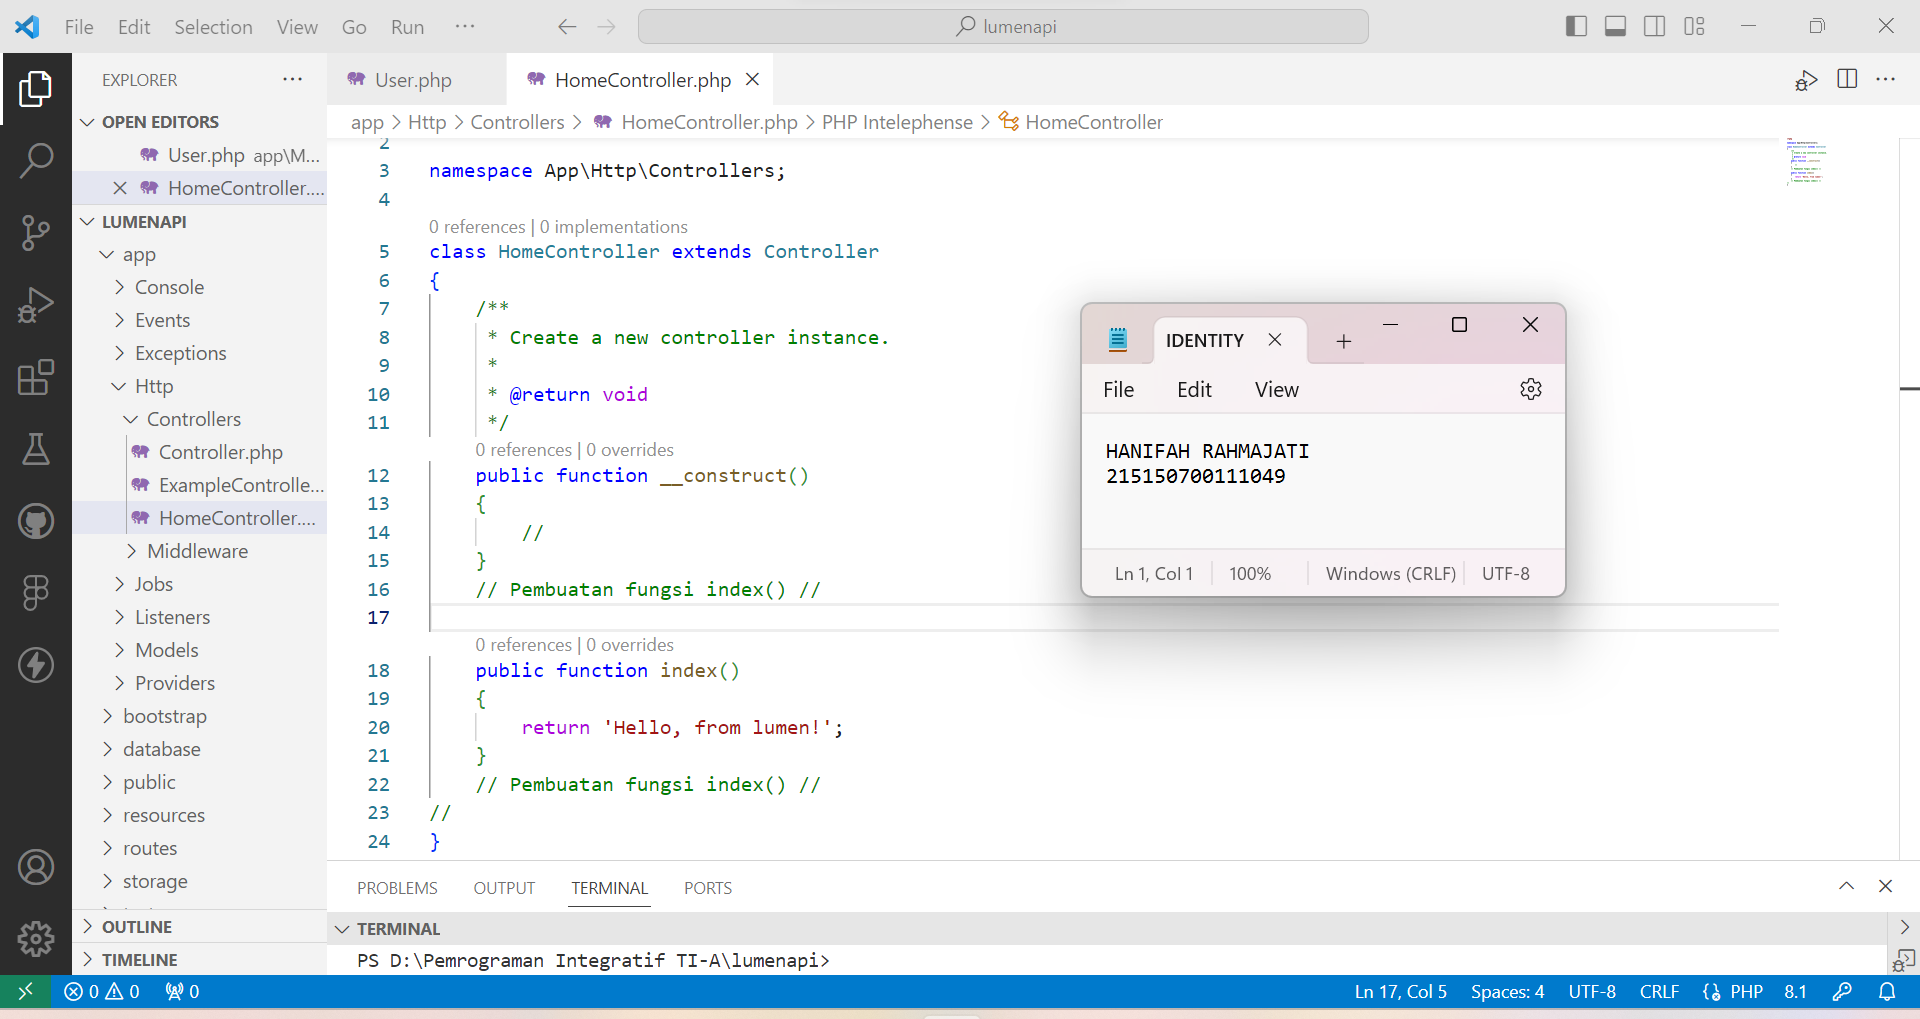 File Edit Selection View Go Run ··· lumenapi
EXPLORER ···
OPEN EDITORS
User.php app\M...
HomeController....
LUMENAPI
app
Console
Events
Exceptions
Http
Controllers
Controller.php
ExampleControlle...
HomeController....
Middleware
Jobs
Listeners
Models
Providers
bootstrap
database
public
resources
routes
storage
OUTLINE
TIMELINE
User.php HomeController.php
app > Http > Controllers > HomeController.php > PHP Intelephense > HomeController
2
3 namespace App\Http\Controllers;
4
0 references | 0 implementations
5 class HomeController extends Controller
6 {
7 /**
8 * Create a new controller instance.
9 *
10 * @return void
11 */
0 references | 0 overrides
12 public function __construct()
13 {
14 //
15 }
16 // Pembuatan fungsi index() //
17
0 references | 0 overrides
18 public function index()
19 {
20 return 'Hello, from lumen!';
21 }
22 // Pembuatan fungsi index() //
23 //
24 }
IDENTITY
File Edit View
HANIFAH RAHMAJATI
215150700111049
Ln 1, Col 1 100% Windows (CRLF) UTF-8
PROBLEMS OUTPUT TERMINAL PORTS
TERMINAL
PS D:\Pemrograman Integratif TI-A\lumenapi>
0 0 0 Ln 17, Col 5 Spaces: 4 UTF-8 CRLF PHP 8.1